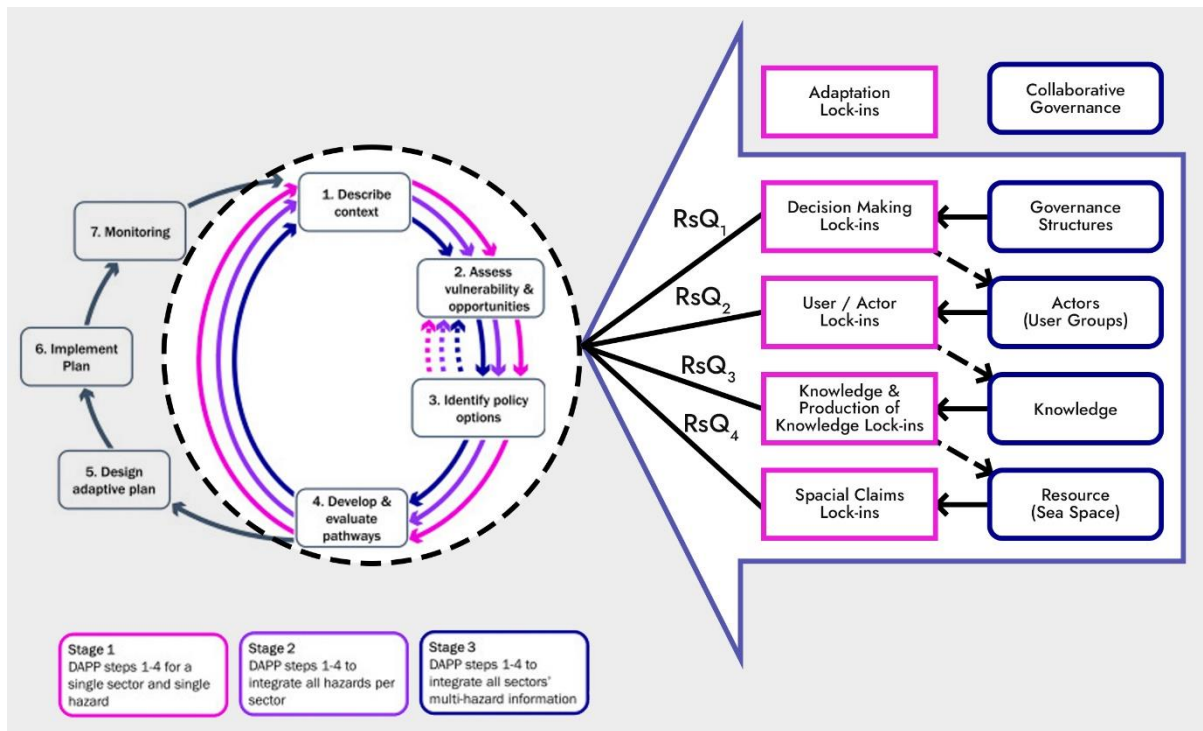 1. Describe
context
2. Assess
vulnerability &
opportunities
3. Identify policy
options
4. Develop &
evaluate
pathways
5. Design
adaptive plan
6. Implement
Plan
7. Monitoring
Stage 1
DAPP steps 1-4 for a
single sector and single
hazard
Stage 2
DAPP steps 1-4 to
integrate all hazards per
sector
Stage 3
DAPP steps 1-4 to
integrate all sectors'
multi-hazard information
RsQ1
RsQ2
RsQ3
RsQ4
Adaptation
Lock-ins
Collaborative
Governance
Decision Making
Lock-ins
Governance
Structures
User / Actor
Lock-ins
Actors
(User Groups)
Knowledge &
Production of
Knowledge Lock-ins
Knowledge
Spacial Claims
Lock-ins
Resource
(Sea Space)